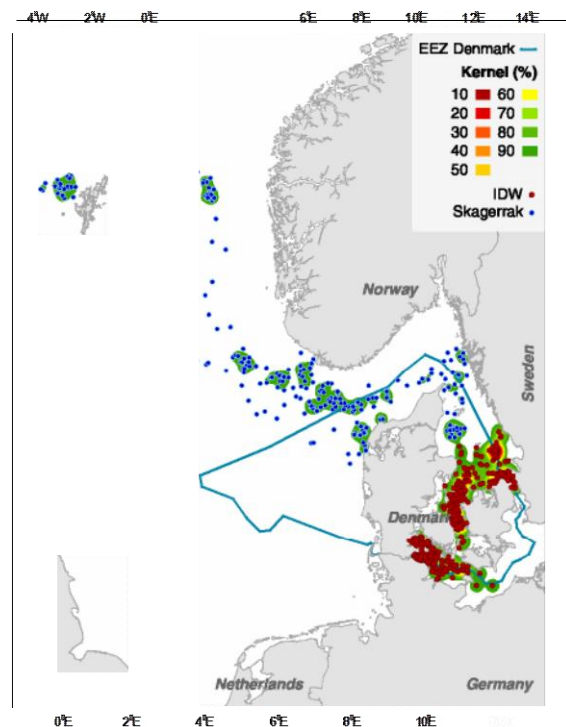 4°W 2°W 0°E 6°E 8°E 10°E 12°E 14°E
EEZ Denmark
Kernel (%)
10 60
20 70
30 80
40 90
50
IDW
Skagerrak
Norway
Sweden
Denmark
Netherlands
Germany
0°E 2°E 4°E 6°E 8°E 10°E